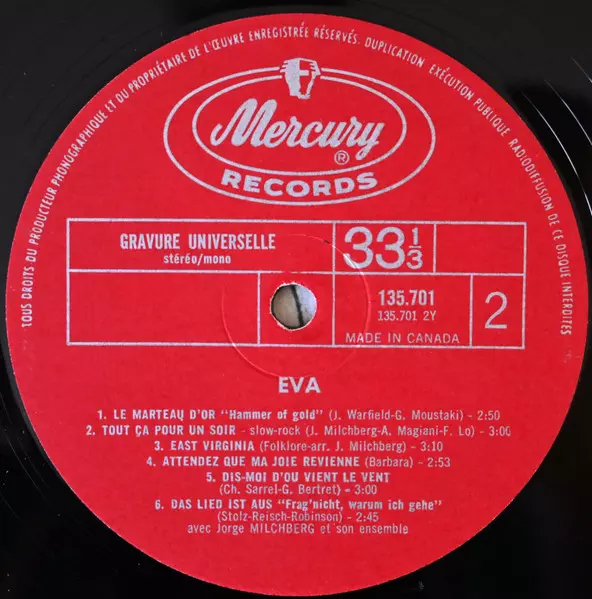 TOUS DROITS DU PRODUCTEUR PHONOGRAPHIQUE ET DU PROPRIÉTAIRE DE L'ŒUVRE ENREGISTRÉE RÉSERVÉS. DUPLICATION EXÉCUTION PUBLIQUE RADIODIFFUSION DE CE DISQUE INTERDITES
Mercury®
RECORDS
GRAVURE UNIVERSELLE
stéréo/mono
33⅓
135.701
135.701 2Y
2
MADE IN CANADA
EVA
1. LE MARTEAU D'OR "Hammer of gold" (J. Warfield-G. Moustaki) - 2:50
2. TOUT ÇA POUR UN SOIR - slow-rock (J. Milchberg-A. Magiani-F. Lo) - 3:00
3. EAST VIRGINIA (Folklore-arr. J. Milchberg) - 3:10
4. ATTENDEZ QUE MA JOIE REVIENNE (Barbara) - 2:53
5. DIS-MOI D'OU VIENT LE VENT
(Ch. Sarrel-G. Bertret) - 3:00
6. DAS LIED IST AUS "Frag'nicht, warum ich gehe"
(Stolz-Reisch-Robinson) - 2:45
avec Jorge MILCHBERG et son ensemble